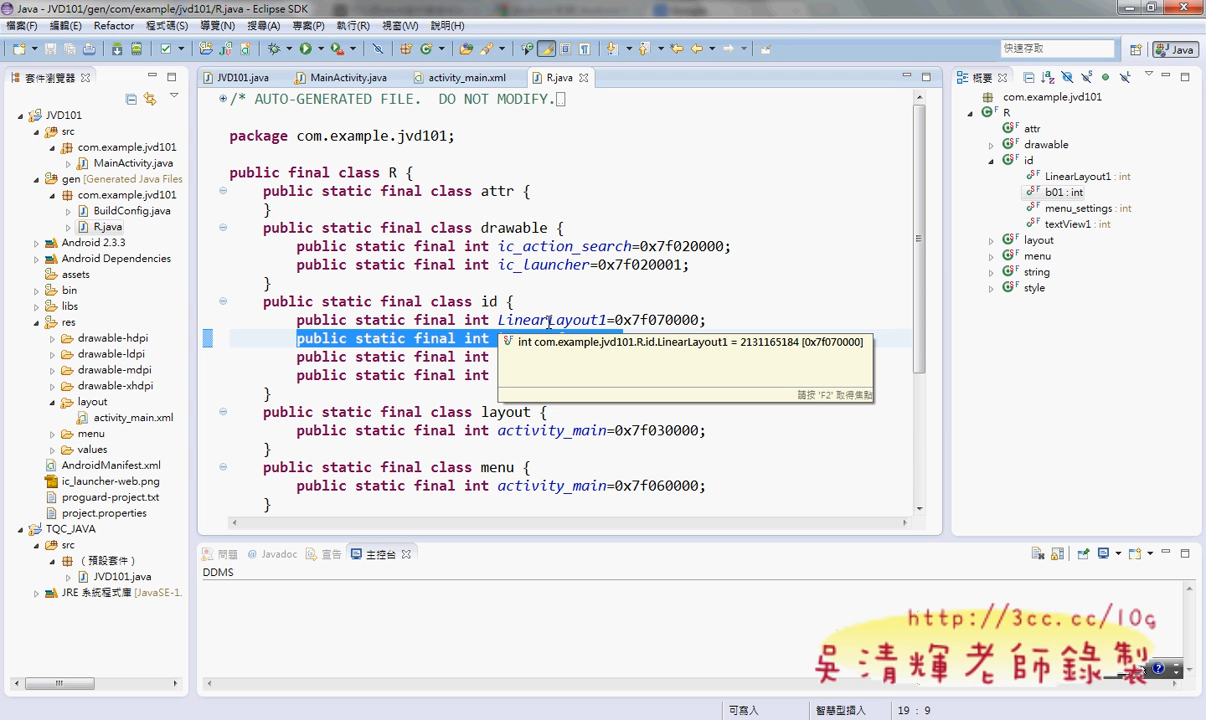 Java - JVD101/gen/com/example/jvd101/R.java - Eclipse SDK
檔案(F) 編輯(E) Refactor 程式碼(S) 導覽(N) 搜尋(A) 專案(P) 執行(R) 視窗(W) 說明(H)
快速存取
Java
套件瀏覽器
JVD101
src
com.example.jvd101
MainActivity.java
gen [Generated Java Files
com.example.jvd101
BuildConfig.java
R.java
Android 2.3.3
Android Dependencies
assets
bin
libs
res
drawable-hdpi
drawable-ldpi
drawable-mdpi
drawable-xhdpi
layout
activity_main.xml
menu
values
AndroidManifest.xml
ic_launcher-web.png
proguard-project.txt
project.properties
TQC_JAVA
src
（預設套件）
JVD101.java
JRE 系統程式庫 [JavaSE-1.
JVD101.java MainActivity.java activity_main.xml R.java
/* AUTO-GENERATED FILE.  DO NOT MODIFY.
package com.example.jvd101;
public final class R {
public static final class attr {
}
public static final class drawable {
public static final int ic_action_search=0x7f020000;
public static final int ic_launcher=0x7f020001;
}
public static final class id {
public static final int LinearLayout1=0x7f070000;
public static final int
int com.example.jvd101.R.id.LinearLayout1 = 2131165184 [0x7f070000]
public static final int
public static final int
請按 'F2' 取得焦點
}
public static final class layout {
public static final int activity_main=0x7f030000;
}
public static final class menu {
public static final int activity_main=0x7f060000;
}
概要
com.example.jvd101
R
attr
drawable
id
LinearLayout1 : int
b01 : int
menu_settings : int
textView1 : int
layout
menu
string
style
問題 @ Javadoc 宣告 主控台
DDMS
http://3cc.cc/10g
吳清輝老師錄製
可寫入 智慧型插入 19 : 9